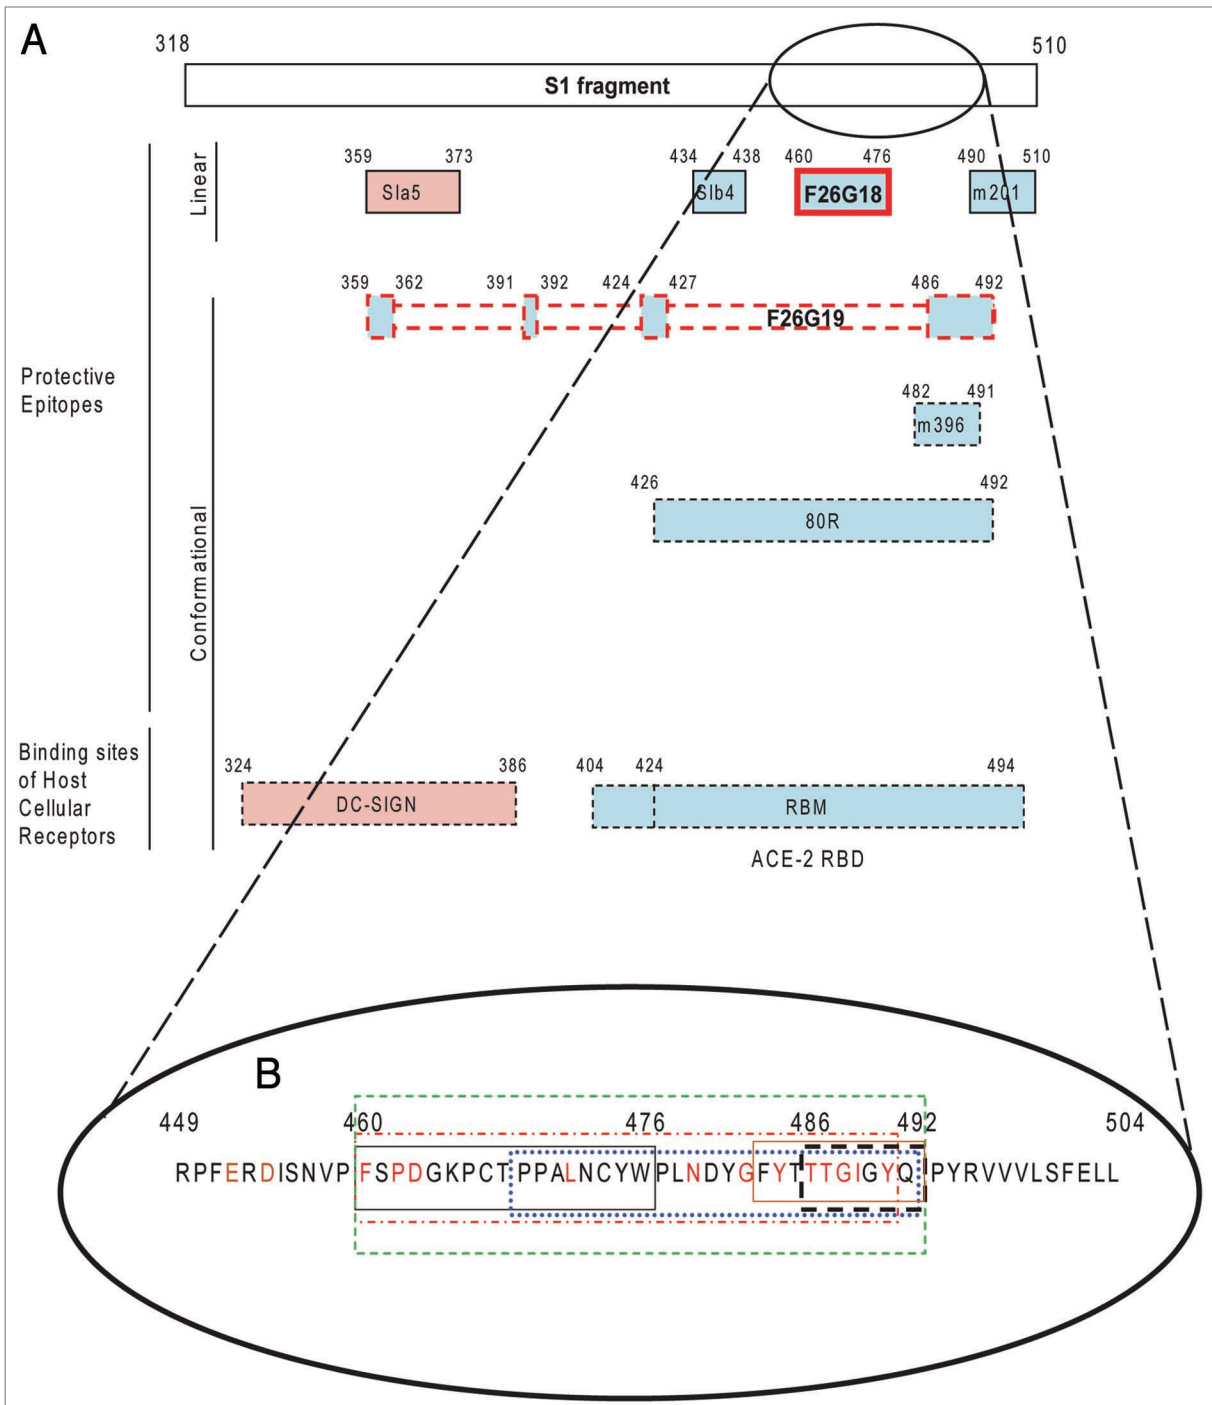 A
318
510
S1 fragment
Linear
359 373
434 438
460 476
490 510
SIa5
SIb4
F26G18
m201
359 362 391 392 424 427 486 492
F26G19
Protective
Epitopes
482 491
m396
426 492
80R
Conformational
Binding sites
of Host
Cellular
Receptors
324 386
404 424 494
DC-SIGN
RBM
ACE-2 RBD
B
449 460 476 486 492 504
RPFERDISNVPFSPDGKPCTPPALNCYWPLNDYGFYTTTGIGYQPYRVVVLSFELL